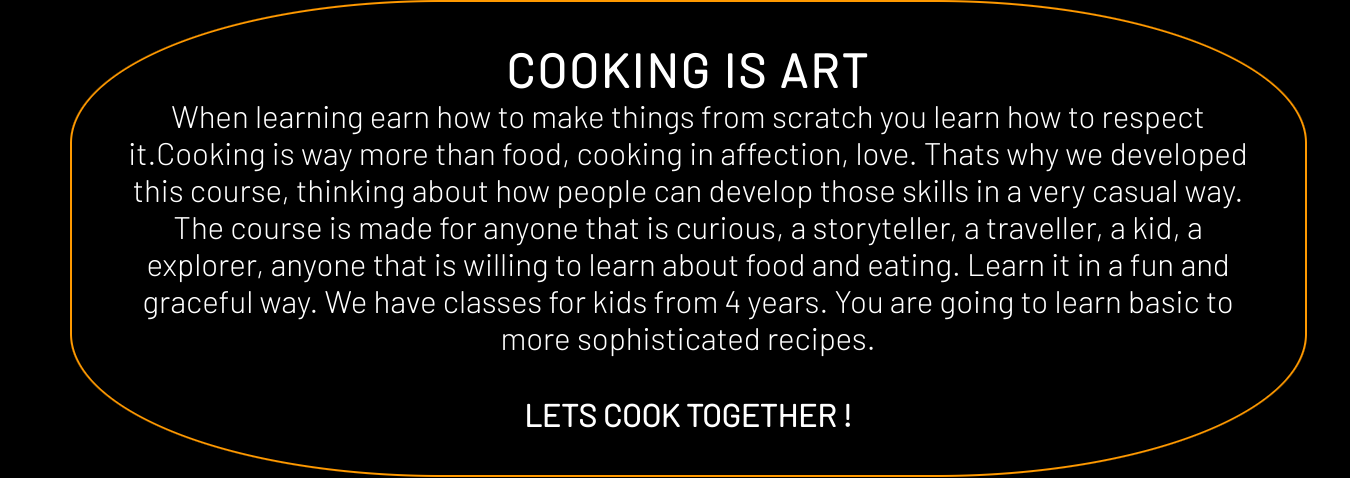 COOKING IS ART
When learning earn how to make things from scratch you learn how to respect
it.Cooking is way more than food, cooking in affection, love. Thats why we developed
this course, thinking about how people can develop those skills in a very casual way.
The course is made for anyone that is curious, a storyteller, a traveller, a kid, a
explorer, anyone that is willing to learn about food and eating. Learn it in a fun and
graceful way. We have classes for kids from 4 years. You are going to learn basic to
more sophisticated recipes.
LETS COOK TOGETHER !